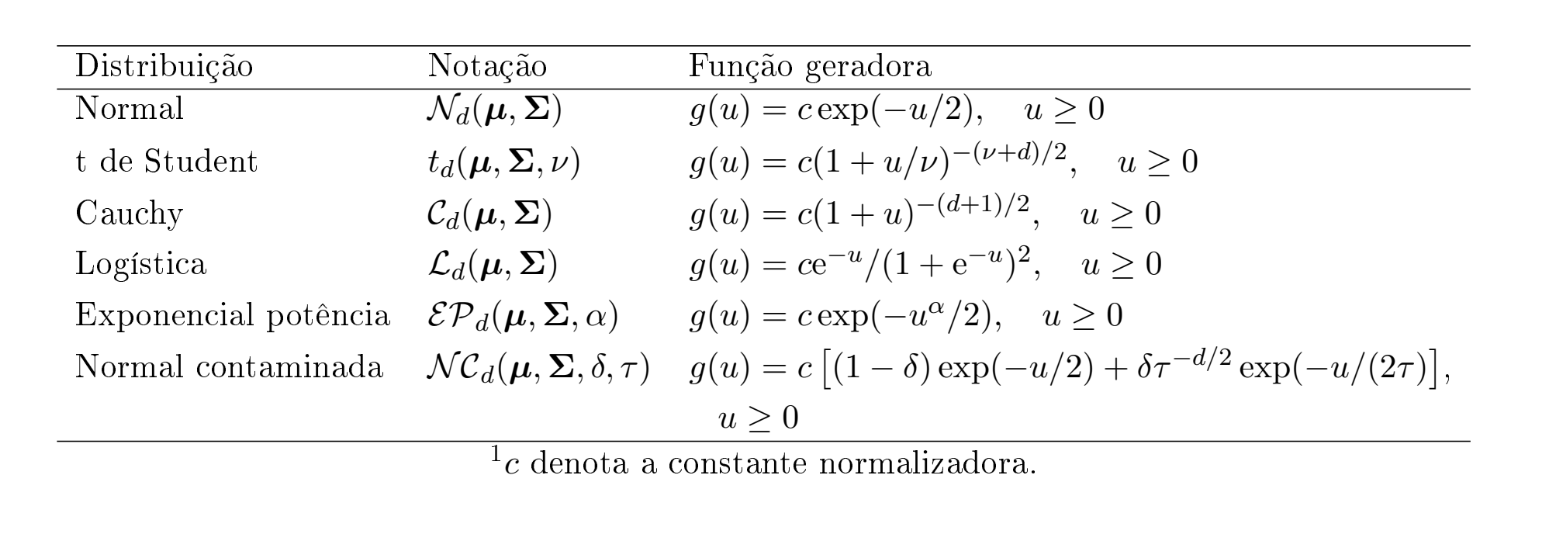 Distribuição Notação Função geradora
Normal 𝒩_d(μ, Σ) g(u) = c exp(−u/2), u ≥ 0
t de Student t_d(μ, Σ, ν) g(u) = c(1 + u/ν)^{−(ν+d)/2}, u ≥ 0
Cauchy 𝒞_d(μ, Σ) g(u) = c(1 + u)^{−(d+1)/2}, u ≥ 0
Logística ℒ_d(μ, Σ) g(u) = ce^{−u}/(1 + e^{−u})^2, u ≥ 0
Exponencial potência ℰ𝒫_d(μ, Σ, α) g(u) = c exp(−u^α/2), u ≥ 0
Normal contaminada 𝒩𝒞_d(μ, Σ, δ, τ) g(u) = c [(1 − δ) exp(−u/2) + δτ^{−d/2} exp(−u/(2τ)],
u ≥ 0
¹c denota a constante normalizadora.